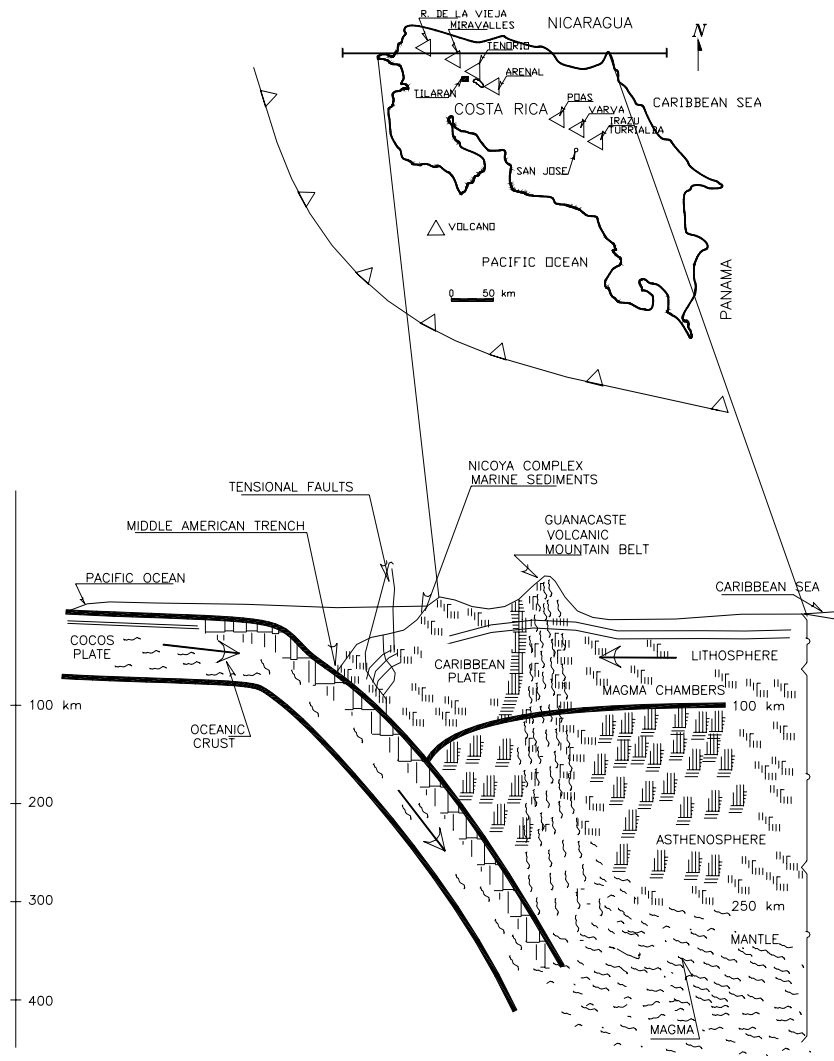 R. DE LA VIEJA
NICARAGUA
MIRAVALLES
N
TENORIO
ARENAL
TILARAN
COSTA RICA
POAS
CARIBBEAN SEA
VARVA
IRAZU
TURRIALBA
SAN JOSE
VOLCANO
PACIFIC OCEAN
PANAMA
0 50 km
NICOYA COMPLEX
MARINE SEDIMENTS
TENSIONAL FAULTS
MIDDLE AMERICAN TRENCH
GUANACASTE
VOLCANIC
MOUNTAIN BELT
PACIFIC OCEAN
CARIBBEAN SEA
COCOS
PLATE
CARIBBEAN
PLATE
LITHOSPHERE
MAGMA CHAMBERS
100 km
100 km
OCEANIC
CRUST
200
ASTHENOSPHERE
300
250 km
MANTLE
400
MAGMA